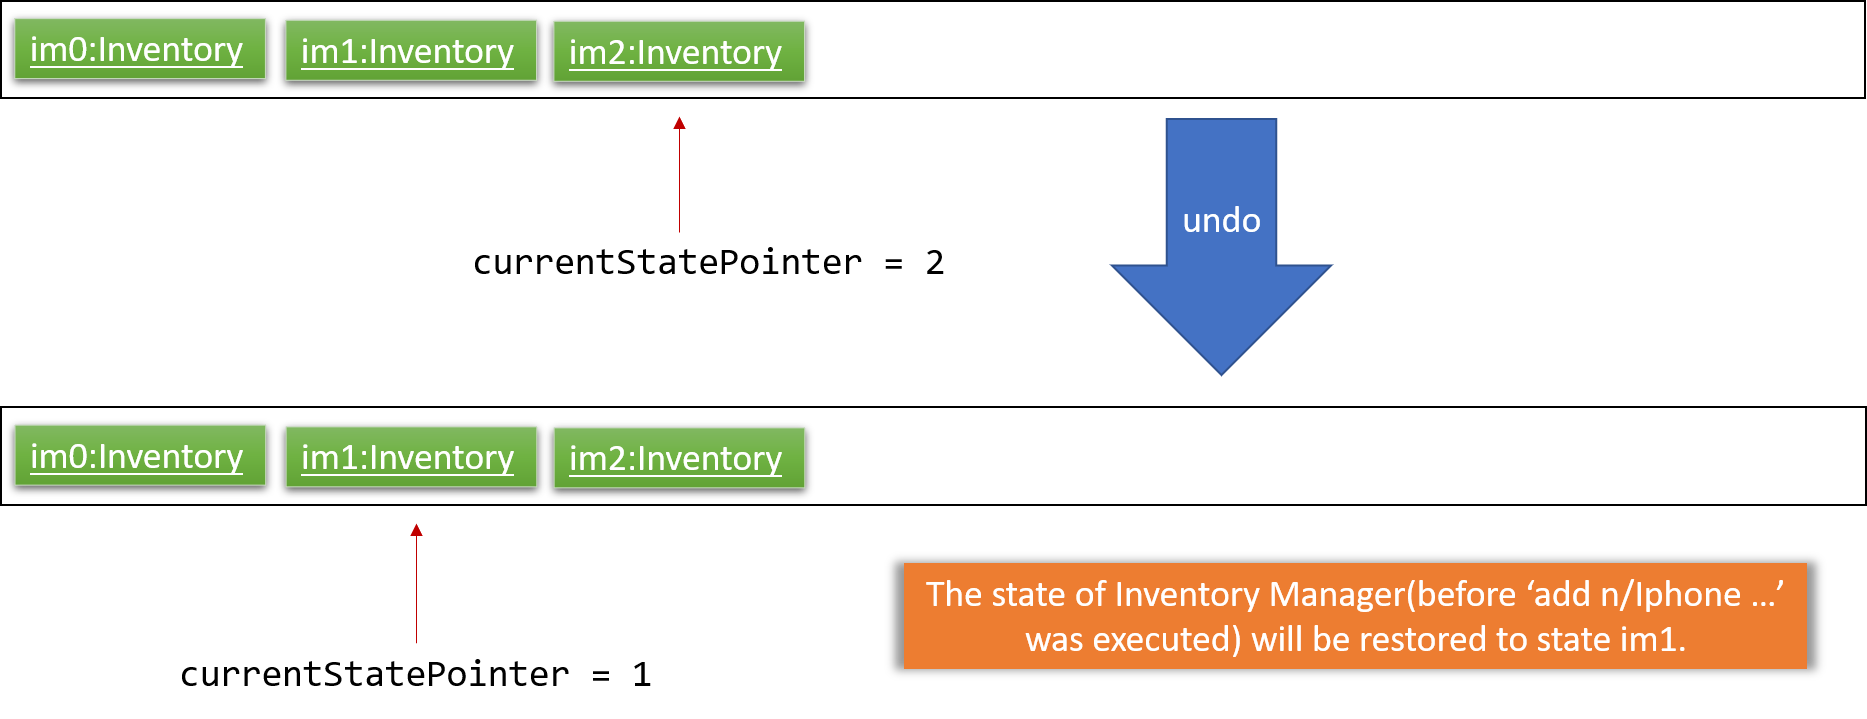 im0:Inventory im1:Inventory im2:Inventory
undo
currentStatePointer = 2
im0:Inventory im1:Inventory im2:Inventory
The state of Inventory Manager(before ‘add n/Iphone …’
was executed) will be restored to state im1.
currentStatePointer = 1